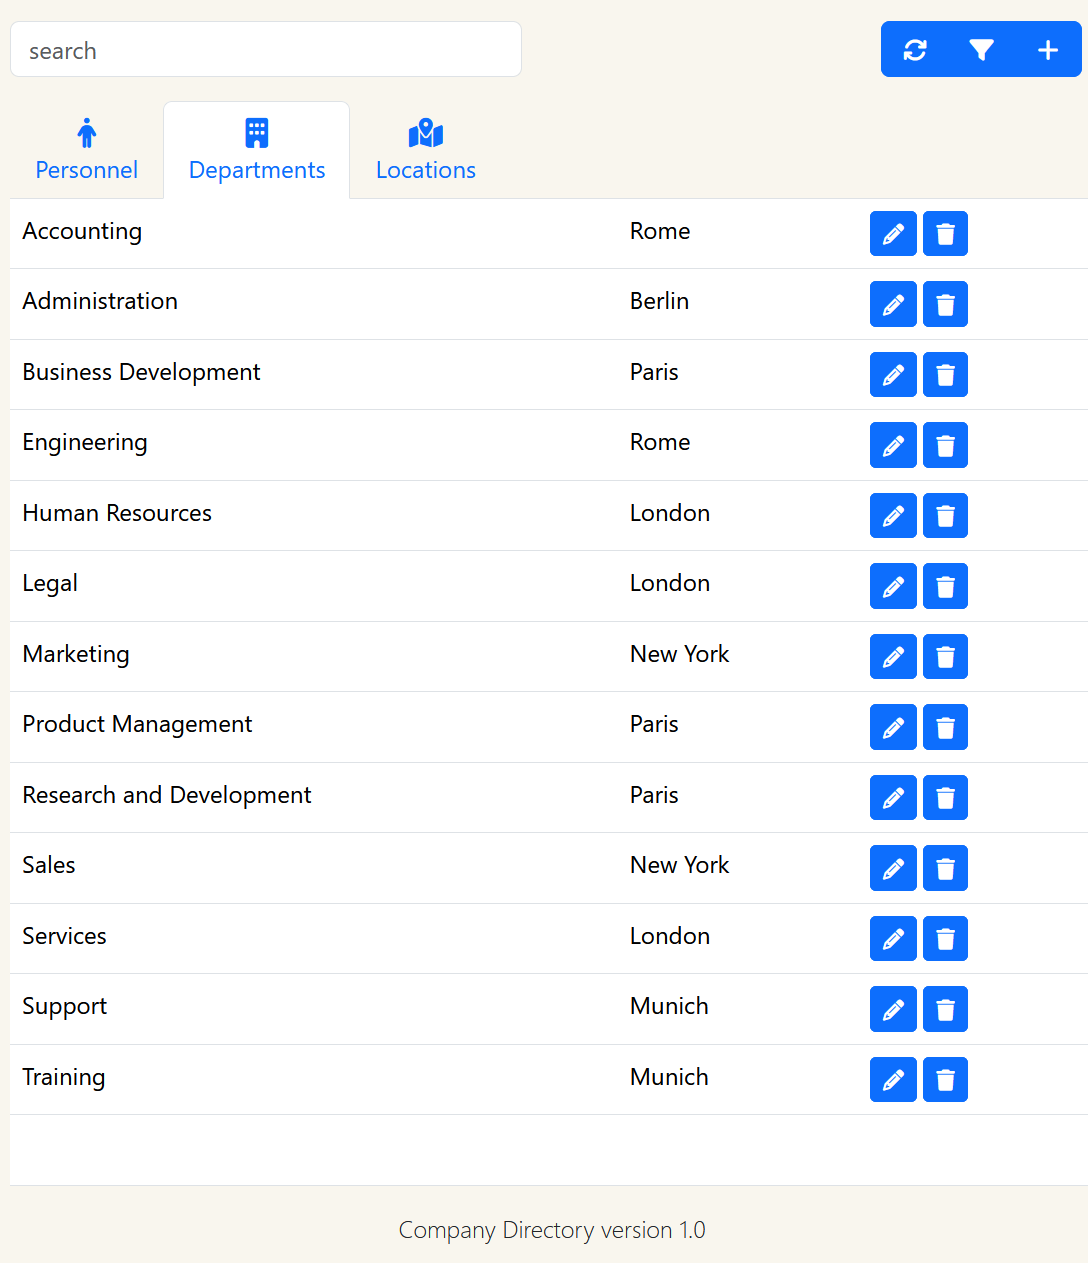 search
Personnel Departments Locations
Accounting Rome
Administration Berlin
Business Development Paris
Engineering Rome
Human Resources London
Legal London
Marketing New York
Product Management Paris
Research and Development Paris
Sales New York
Services London
Support Munich
Training Munich
Company Directory version 1.0